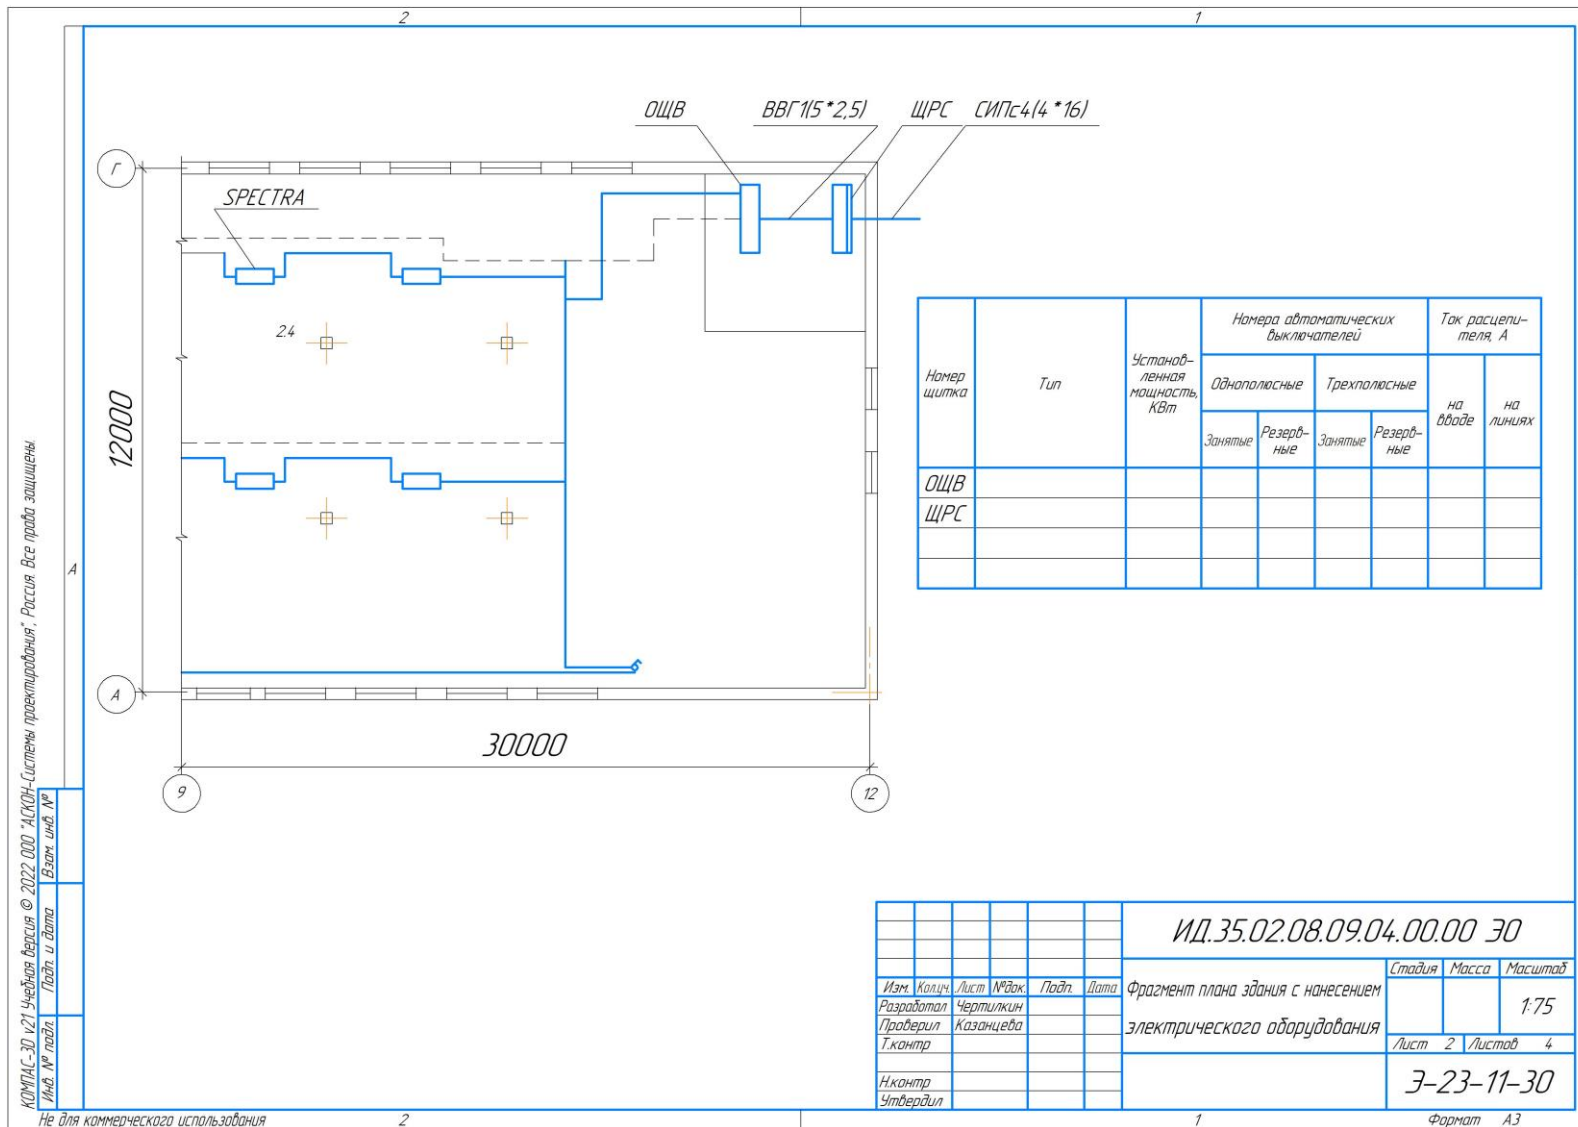 2
1
ОЩВ
ВВГ1(5*2,5)
ЩРС
СИПс4(4*16)
Г
SPECTRA
2.4
12000
А
30000
9
12
Номер
щитка
Тип
Установ-
ленная
мощность,
КВт
Номера автоматических
выключателей
Однополюсные
Трехполюсные
Занятые
Резерв-
ные
Занятые
Резерв-
ные
Ток расцепи-
теля, А
на
вводе
на
линиях
ОЩВ
ЩРС
А
КОМПАС-3D v21 Учебная версия © 2022 ООО "АСКОН-Системы проектирования", Россия. Все права защищены.
Взам. инв. №
Подп. и дата
Инв. № подл.
ИД.35.02.08.09.04.00.00 ЭО
Изм. Кол.уч. Лист №док. Подп. Дата
Разработал Чертилкин
Проверил Казанцева
Т.контр
Н.контр
Утвердил
Фрагмент плана здания с нанесением
электрического оборудования
Стадия Масса Масштаб
1:75
Лист 2 Листов 4
Э-23-11-30
Не для коммерческого использования
2
1
Формат А3